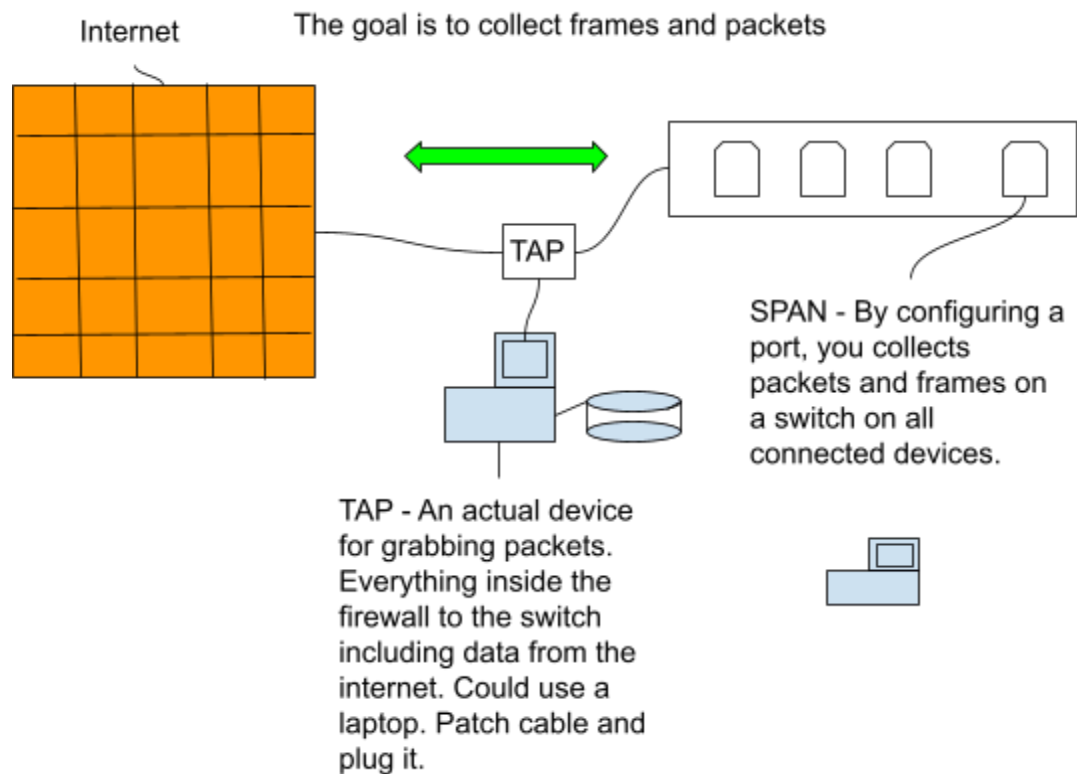 The goal is to collect frames and packets
Internet
TAP
SPAN - By configuring a
port, you collects
packets and frames on
a switch on all
connected devices.
TAP - An actual device
for grabbing packets.
Everything inside the
firewall to the switch
including data from the
internet. Could use a
laptop. Patch cable and
plug it.